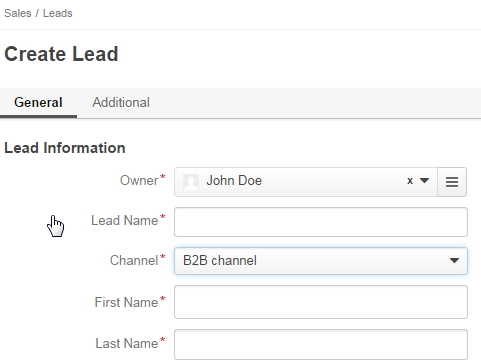 Sales / Leads
Create Lead
General Additional
Lead Information
Owner* John Doe x
Lead Name*
Channel* B2B channel
First Name*
Last Name*